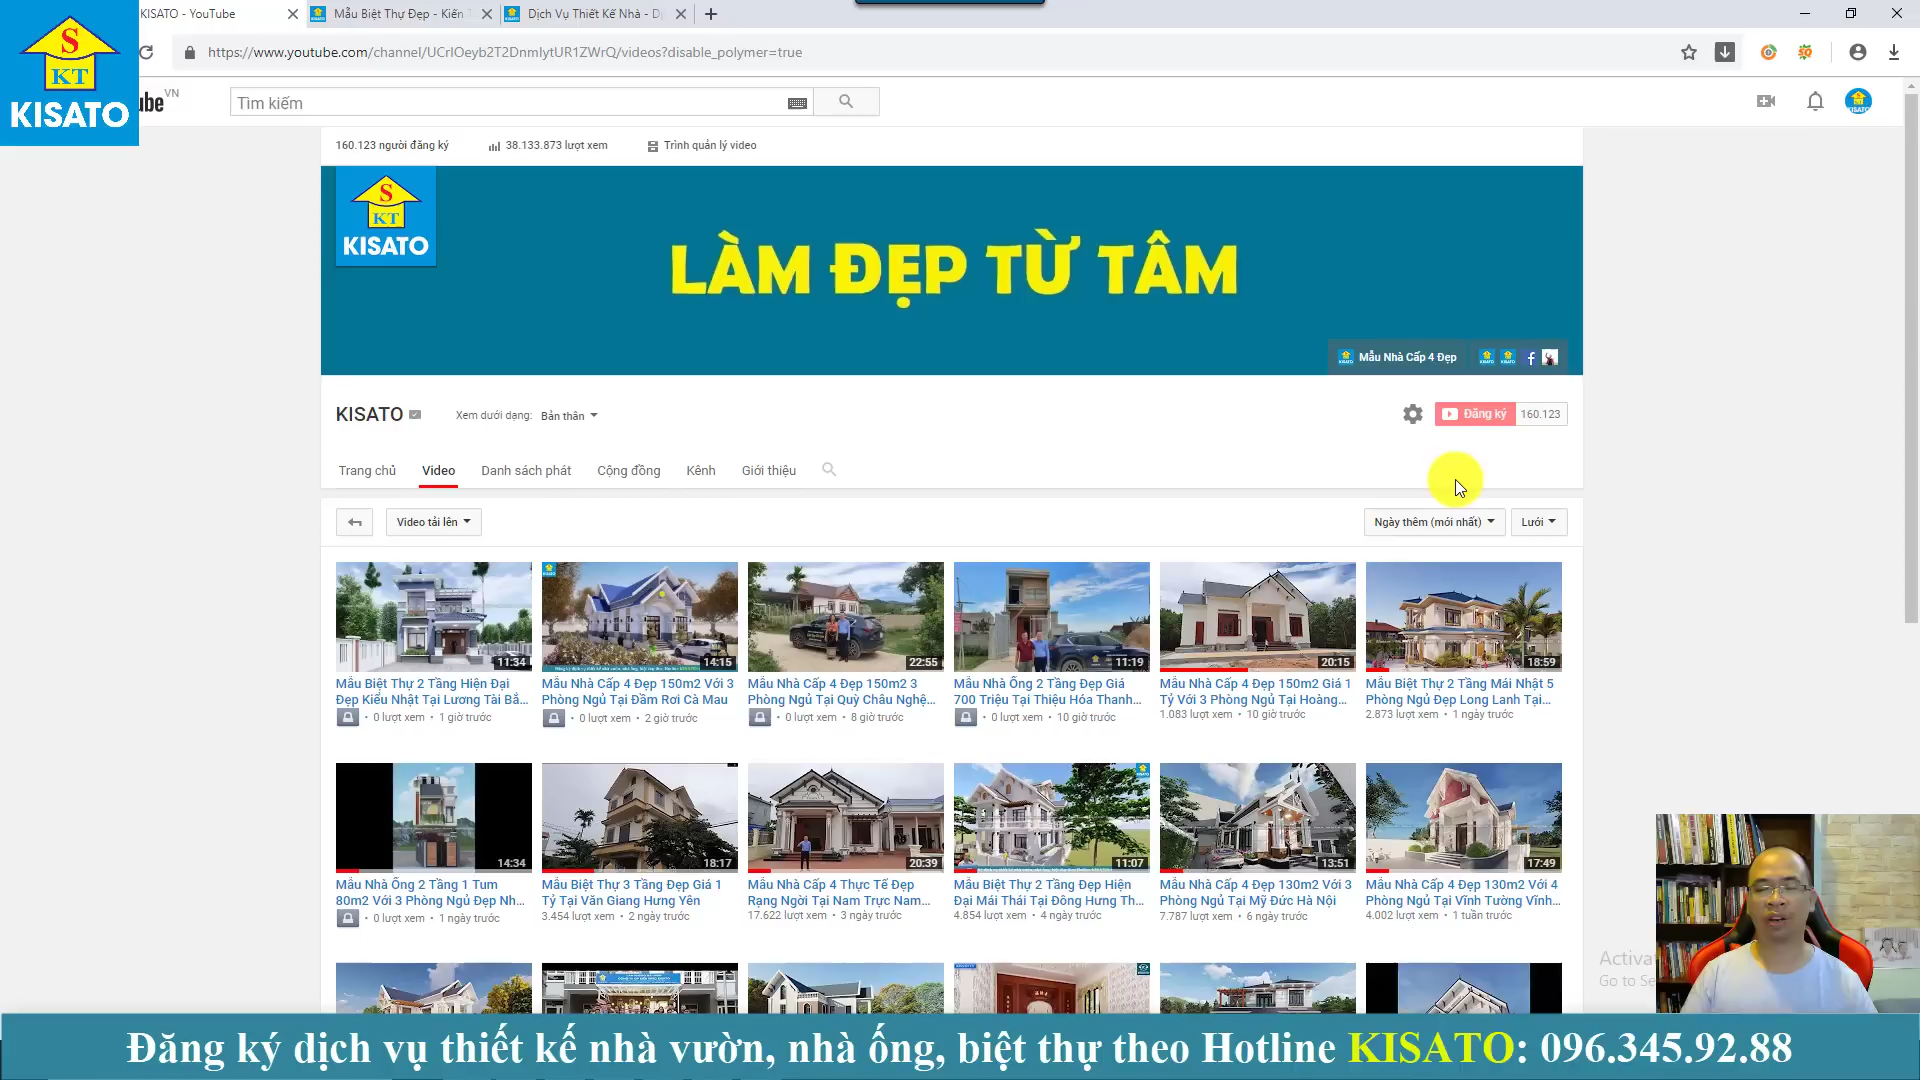 KISATO - YouTube
Mẫu Biệt Thự Đẹp - Kiến T
Dịch Vụ Thiết Kế Nhà - Dị
S
KT
KISATO
https://www.youtube.com/channel/UCrIOeyb2T2DnmIytUR1ZWrQ/videos?disable_polymer=true
ube VN
Tìm kiếm
160.123 người đăng ký
38.133.873 lượt xem
Trình quản lý video
S
KT
KISATO
LÀM ĐẸP TỪ TÂM
Mẫu Nhà Cấp 4 Đẹp
KISATO
Xem dưới dạng: Bản thân
Đăng ký 160.123
Trang chủ
Video
Danh sách phát
Cộng đồng
Kênh
Giới thiệu
Video tải lên
Ngày thêm (mới nhất)
Lưới
11:34
14:15
22:55
11:19
20:15
18:59
Mẫu Biệt Thự 2 Tầng Hiện Đại
Đẹp Kiểu Nhật Tại Lương Tài Bắ...
0 lượt xem • 1 giờ trước
Mẫu Nhà Cấp 4 Đẹp 150m2 Với 3
Phòng Ngủ Tại Đầm Rơi Cà Mau
0 lượt xem • 2 giờ trước
Mẫu Nhà Cấp 4 Đẹp 150m2 3
Phòng Ngủ Tại Quỳ Châu Nghệ...
0 lượt xem • 8 giờ trước
Mẫu Nhà Ống 2 Tầng Đẹp Giá
700 Triệu Tại Thiệu Hóa Thanh...
0 lượt xem • 10 giờ trước
Mẫu Nhà Cấp 4 Đẹp 150m2 Giá 1
Tỷ Với 3 Phòng Ngủ Tại Hoàng...
1.083 lượt xem • 10 giờ trước
Mẫu Biệt Thự 2 Tầng Mái Nhật 5
Phòng Ngủ Đẹp Long Lanh Tại...
2.873 lượt xem • 1 ngày trước
14:34
18:17
20:39
11:07
13:51
17:49
Mẫu Nhà Ống 2 Tầng 1 Tum
80m2 Với 3 Phòng Ngủ Đẹp Nh...
0 lượt xem • 1 ngày trước
Mẫu Biệt Thự 3 Tầng Đẹp Giá 1
Tỷ Tại Văn Giang Hưng Yên
3.454 lượt xem • 2 ngày trước
Mẫu Nhà Cấp 4 Thực Tế Đẹp
Rạng Ngời Tại Nam Trực Nam...
17.622 lượt xem • 3 ngày trước
Mẫu Biệt Thự 2 Tầng Đẹp Hiện
Đại Mái Thái Tại Đông Hưng Th...
4.854 lượt xem • 4 ngày trước
Mẫu Nhà Cấp 4 Đẹp 130m2 Với 3
Phòng Ngủ Tại Mỹ Đức Hà Nội
7.787 lượt xem • 6 ngày trước
Mẫu Nhà Cấp 4 Đẹp 130m2 Với 4
Phòng Ngủ Tại Vĩnh Tường Vĩnh...
4.002 lượt xem • 1 tuần trước
Activa
Go to Se
Đăng ký dịch vụ thiết kế nhà vườn, nhà ống, biệt thự theo Hotline KISATO: 096.345.92.88